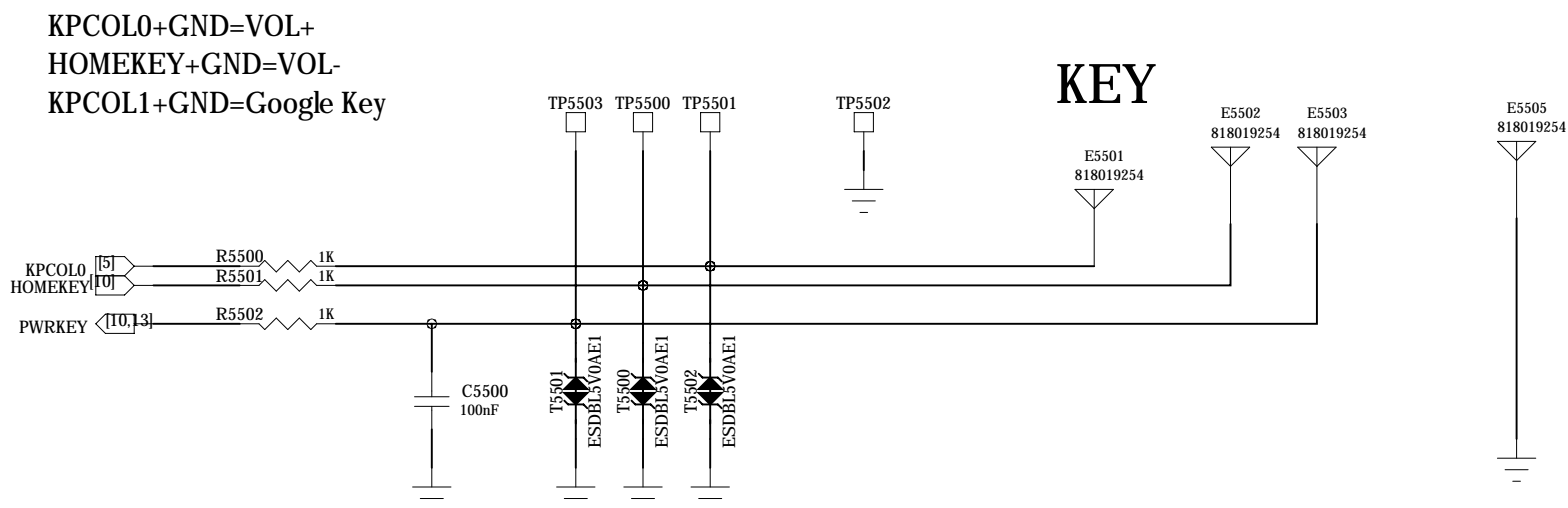 KPCOL0+GND=VOL+
HOMEKEY+GND=VOL-
KPCOL1+GND=Google Key
KEY
TP5503 TP5500 TP5501 TP5502
E5501
818019254
E5502
818019254
E5503
818019254
E5505
818019254
KPCOL0 [5] R5500 1K
HOMEKEY [10] R5501 1K
PWRKEY [10,13] R5502 1K
C5500
100nF
T5501
ESDBL5V0AE1
T5500
ESDBL5V0AE1
T5502
ESDBL5V0AE1